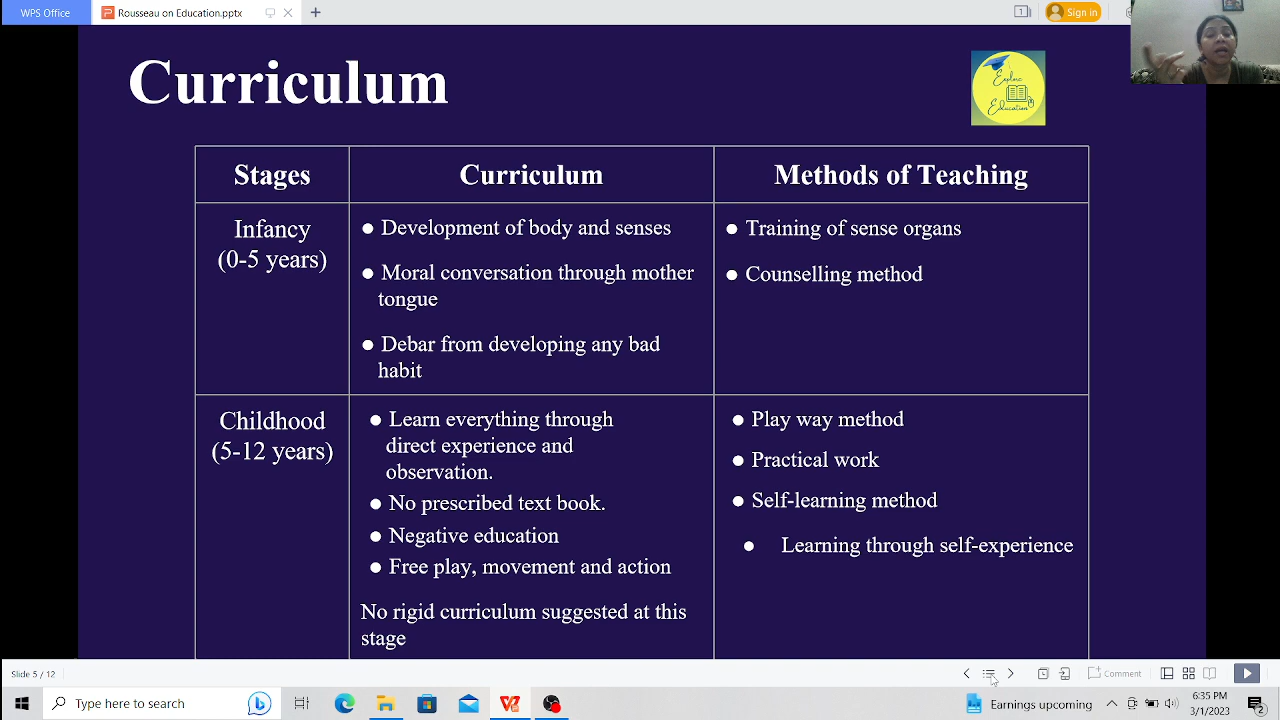 WPS Office
Rousseau on Education.pptx
1
Sign in
Curriculum
Explore
Education
Stages
Curriculum
Methods of Teaching
Infancy
(0-5 years)
● Development of body and senses
● Moral conversation through mother
tongue
● Debar from developing any bad
habit
● Training of sense organs
● Counselling method
Childhood
(5-12 years)
● Learn everything through
direct experience and
observation.
● No prescribed text book.
● Negative education
● Free play, movement and action
No rigid curriculum suggested at this
stage
● Play way method
● Practical work
● Self-learning method
● Learning through self-experience
Slide 5 / 12
Comment
Type here to search
Earnings upcoming
6:35 PM
3/1/2023
2